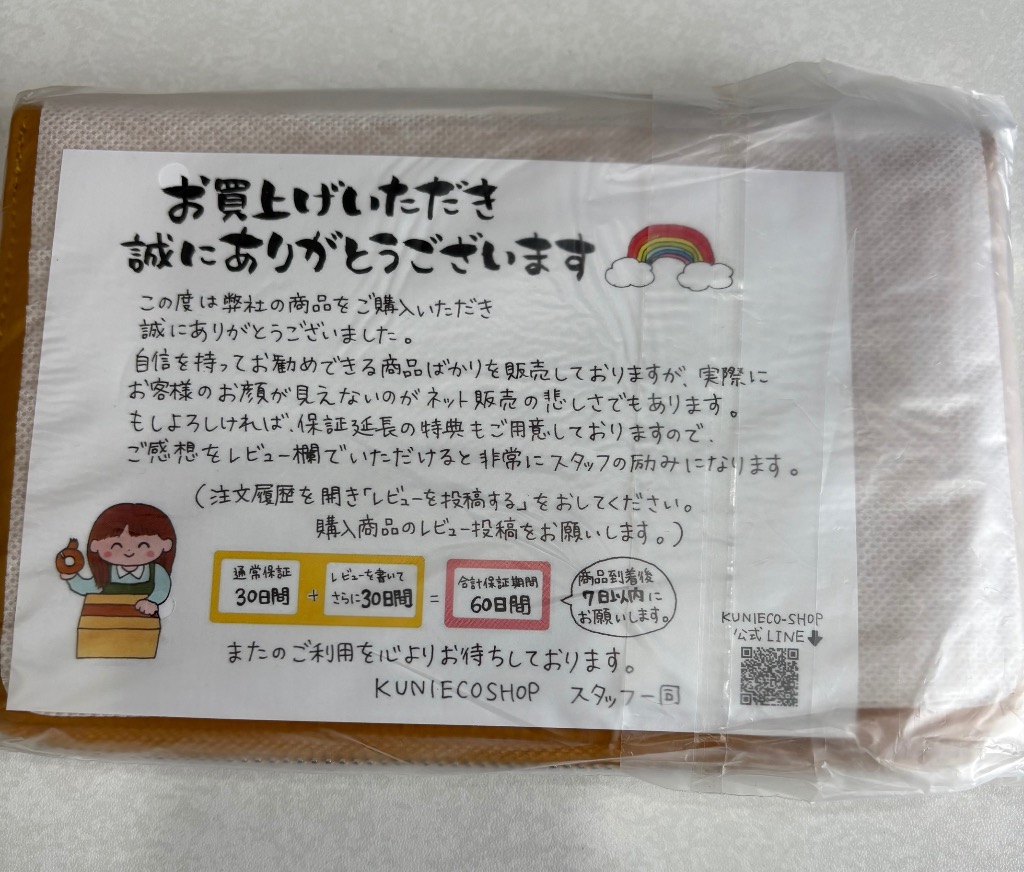 お買上げいただき
誠にありがとうございます
この度は弊社の商品をご購入いただき
誠にありがとうございました。
自信を持ってお勧めできる商品ばかりを販売しておりますが、実際に
お客様のお顔が見えないのがネット販売の悲しさでもあります。
もしよろしければ、保証延長の特典もご用意しておりますので、
ご感想をレビュー欄でいただけると非常にスタッフの励みになります。
(注文履歴を開き「レビューを投稿する」をおしてください。
購入商品のレビュー投稿をお願いします。)
通常保証
30日間
+
レビューを書いて
さらに30日間
=
合計保証期間
60日間
商品到着後
7日以内に
お願いします。
KUNIECO-SHOP
公式LINE↓
またのご利用を心よりお待ちしております。
KUNIECOSHOP スタッフ一同